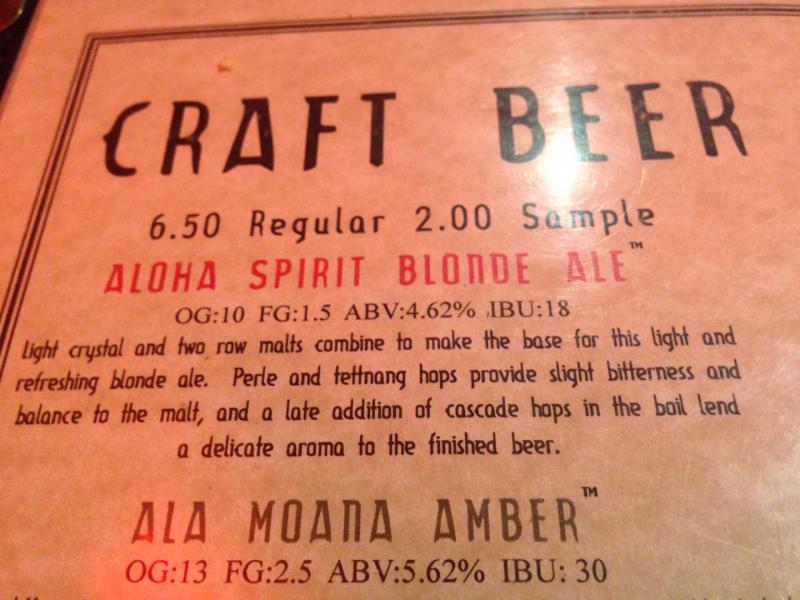 CRAFT BEER
6.50 Regular 2.00 Sample
ALOHA SPIRIT BLONDE ALE™
OG:10 FG:1.5 ABV:4.62% IBU:18
light crystal and two row malts combine to make the base for this light and
refreshing blonde ale. Perle and tettnang hops provide slight bitterness and
balance to the malt, and a late addition of cascade hops in the boil lend
a delicate aroma to the finished beer.
ALA MOANA AMBER™
OG:13 FG:2.5 ABV:5.62% IBU: 30